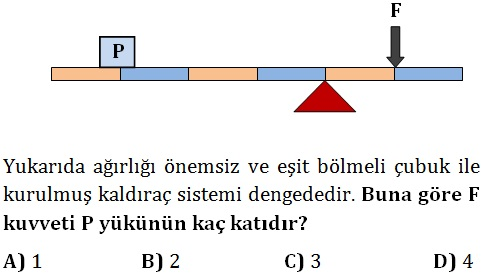 F
P
Yukarıda ağırlığı önemsiz ve eşit bölmeli çubuk ile
kurulmuş kaldıraç sistemi dengededir. Buna göre F
kuvveti P yükünün kaç katıdır?
A) 1 B) 2 C) 3 D) 4